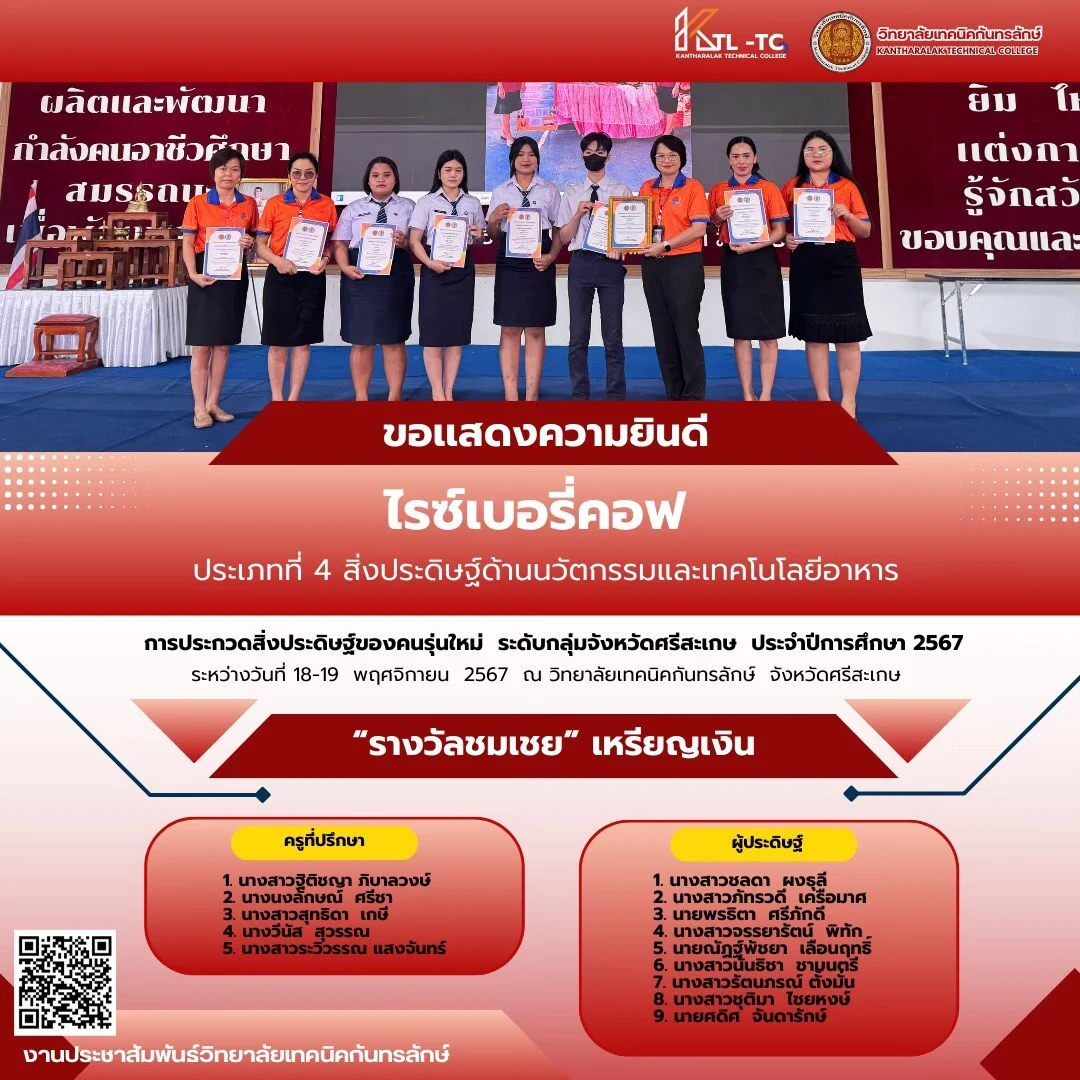 KTL -TC
KANTHARALAK TECHNICAL COLLEGE
วิทยาลัยเทคนิคกันทรลักษ์
KANTHARALAK TECHNICAL COLLEGE
ผลิตและพัฒนา
กำลังคนอาชีวศึกษา
สมรรถนะ
ยิ้ม ไ
แต่งกา
รู้จักสวั
ขอบคุณและ
ขอแสดงความยินดี
ไรซ์เบอรี่คอฟ
ประเภทที่ 4 สิ่งประดิษฐ์ด้านนวัตกรรมและเทคโนโลยีอาหาร
การประกวดสิ่งประดิษฐ์ของคนรุ่นใหม่ ระดับกลุ่มจังหวัดศรีสะเกษ ประจำปีการศึกษา 2567
ระหว่างวันที่ 18-19 พฤศจิกายน 2567 ณ วิทยาลัยเทคนิคกันทรลักษ์ จังหวัดศรีสะเกษ
“รางวัลชมเชย” เหรียญเงิน
ครูที่ปรึกษา
1. นางสาวฐิติชญา ภิบาลวงษ์
2. นางนงลักษณ์ ศรีชา
3. นางสาวสุทธิดา เกษี
4. นางวีนัส สุวรรณ
5. นางสาวระวิวรรณ แสงจันทร์
ผู้ประดิษฐ์
1. นางสาวชลดา ผงธุลี
2. นางสาวภัทรวดี เครือมาศ
3. นายพรธิตา ศรีภักดี
4. นางสาวจรรยารัตน์ พิทัก
5. นายณัฏฐ์พัชยา เลื่อนฤทธิ์
6. นางสาวนันธิชา ชามนตรี
7. นางสาวรัตนภรณ์ ตั้งมั่น
8. นางสาวชุติมา ไชยหงษ์
9. นายศดิศ จันดารักษ์
งานประชาสัมพันธ์วิทยาลัยเทคนิคกันทรลักษ์